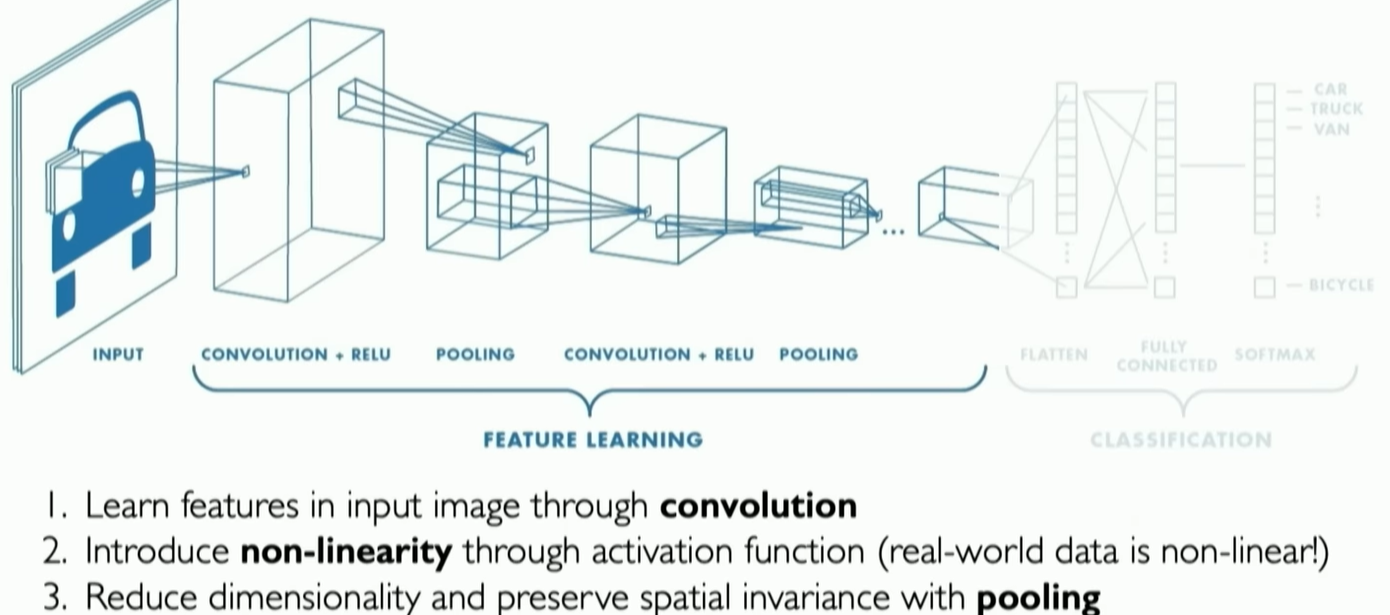 CAR
TRUCK
VAN
BICYCLE
INPUT
CONVOLUTION + RELU
POOLING
CONVOLUTION + RELU
POOLING
FLATTEN
FULLY
CONNECTED
SOFTMAX
FEATURE LEARNING
CLASSIFICATION
1. Learn features in input image through convolution
2. Introduce non-linearity through activation function (real-world data is non-linear!)
3. Reduce dimensionality and preserve spatial invariance with pooling